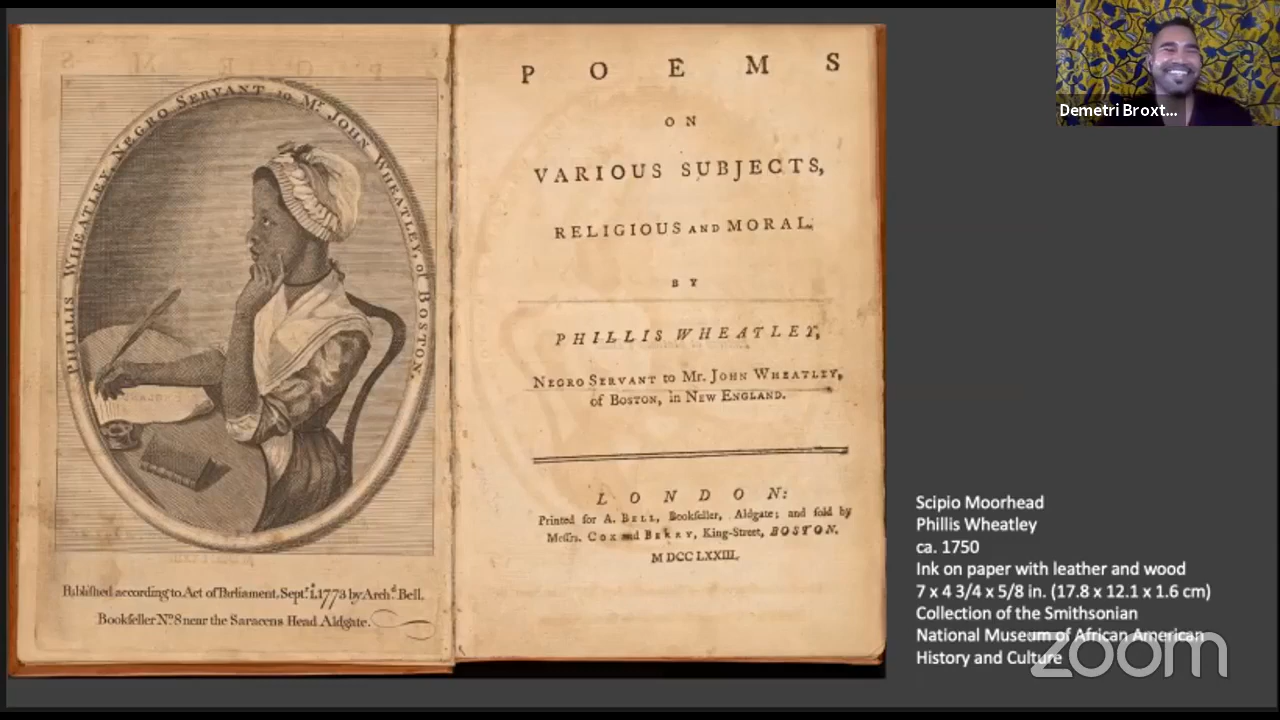 PHILLIS WHEATLEY, NEGRO SERVANT to Mr. JOHN WHEATLEY, of BOSTON.
Published according to Act of Parliament, Septr. 1, 1773 by Archd. Bell,
Bookseller No. 8 near the Saracens Head Aldgate.
POEMS
ON
VARIOUS SUBJECTS,
RELIGIOUS AND MORAL.
BY
PHILLIS WHEATLEY,
NEGRO SERVANT to Mr. JOHN WHEATLEY,
of BOSTON, in NEW ENGLAND.
LONDON:
Printed for A. BELL, Bookſeller, Aldgate; and ſold by
Meſſrs. COX and BERRY, King-Street, BOSTON.
M DCC LXXIII.
Demetri Broxt...
Scipio Moorhead
Phillis Wheatley
ca. 1750
Ink on paper with leather and wood
7 x 4 3/4 x 5/8 in. (17.8 x 12.1 x 1.6 cm)
Collection of the Smithsonian
National Museum of African American
History and Culture
zoom